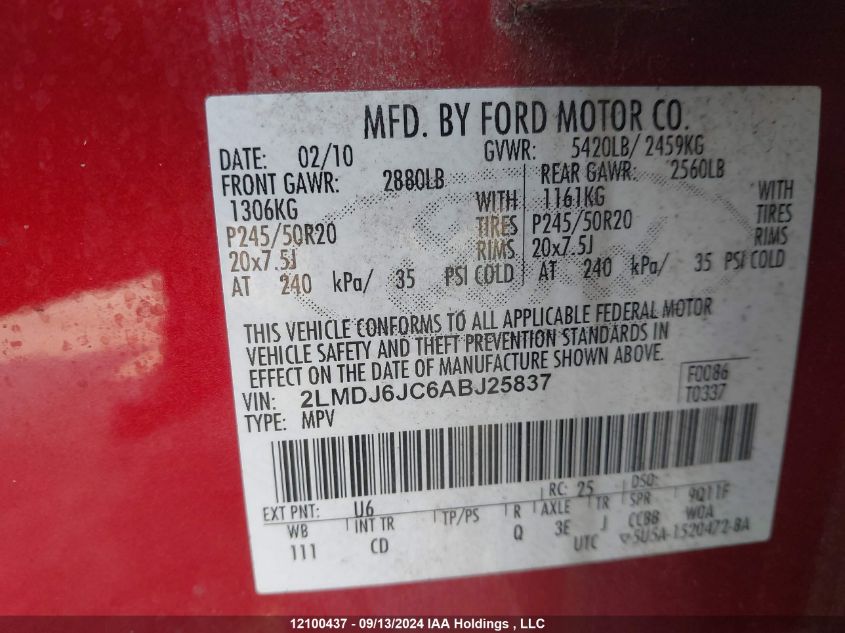 MFD. BY FORD MOTOR CO.
DATE: 02/10 GVWR: 5420LB/ 2459KG
FRONT GAWR: 2880LB REAR GAWR: 2560LB
1306KG WITH 1161KG WITH
P245/50R20 TIRES P245/50R20 TIRES
20x7.5J RIMS 20x7.5J RIMS
AT 240 kPa/ 35 PSI COLD AT 240 kPa/ 35 PSI COLD
THIS VEHICLE CONFORMS TO ALL APPLICABLE FEDERAL MOTOR
VEHICLE SAFETY AND THEFT PREVENTION STANDARDS IN
EFFECT ON THE DATE OF MANUFACTURE SHOWN ABOVE.
VIN: 2LMDJ6JC6ABJ25837 F0086
TYPE: MPV T0337
EXT PNT: U6 RC: 25 DSO:
WB INT TR TP/PS R AXLE TR SPR 9Q11F
111 CD Q 3E J CCBB WOA
UTC 5U5A-1520472-BA
12100437 - 09/13/2024 IAA Holdings , LLC